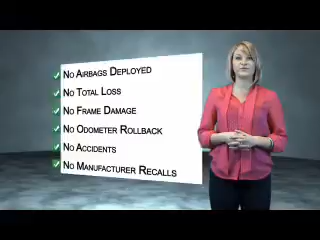 No Airbags Deployed
No Total Loss
No Frame Damage
No Odometer Rollback
No Accidents
No Manufacturer Recalls